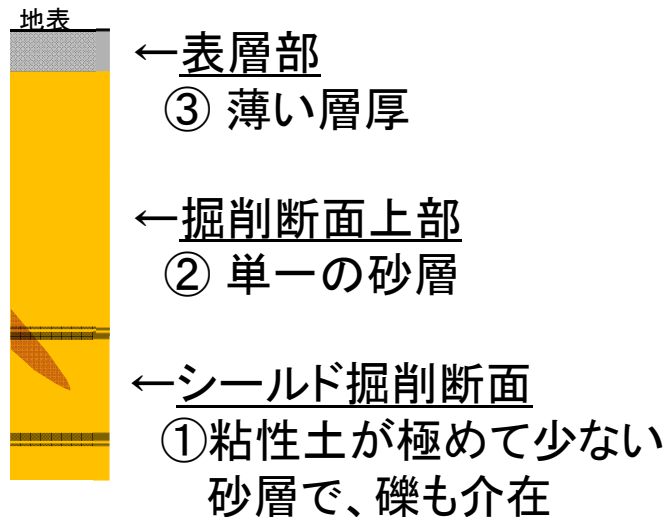 地表
←表層部
③ 薄い層厚
←掘削断面上部
② 単一の砂層
←シールド掘削断面
①粘性土が極めて少ない
砂層で、礫も介在